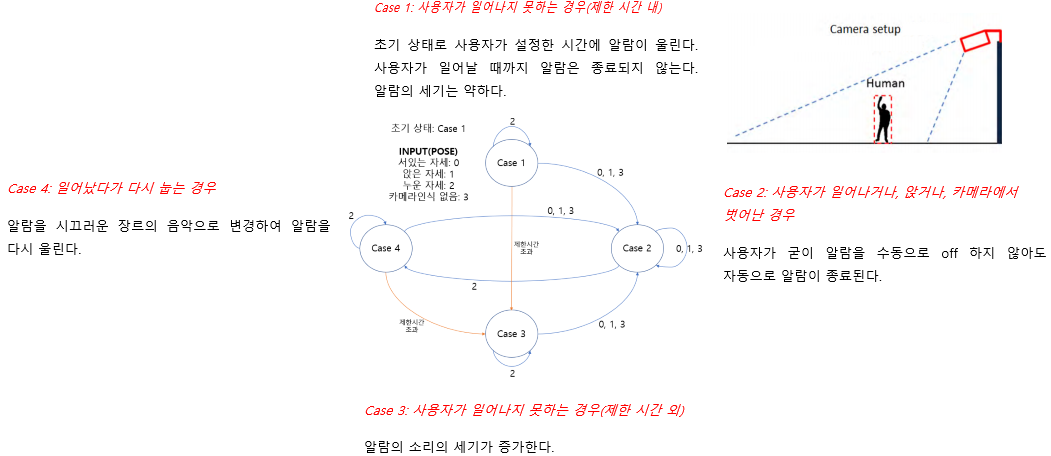 Case 1: 사용자가 일어나지 못하는 경우(제한 시간 내)
초기 상태로 사용자가 설정한 시간에 알람이 울린다.
사용자가 일어날 때까지 알람은 종료되지 않는다.
알람의 세기는 약하다.
Camera setup
Human
초기 상태: Case 1
INPUT(POSE)
서있는 자세: 0
앉은 자세: 1
누운 자세: 2
카메라인식 없음: 3
2
Case 1
0, 1, 3
Case 4: 일어났다가 다시 눕는 경우
알람을 시끄러운 장르의 음악으로 변경하여 알람을
다시 울린다.
2
Case 4
0, 1, 3
제한시간
초과
Case 2
0, 1, 3
2
제한시간
초과
Case 3
0, 1, 3
2
Case 2: 사용자가 일어나거나, 앉거나, 카메라에서
벗어난 경우
사용자가 굳이 알람을 수동으로 off 하지 않아도
자동으로 알람이 종료된다.
Case 3: 사용자가 일어나지 못하는 경우(제한 시간 외)
알람의 소리의 세기가 증가한다.